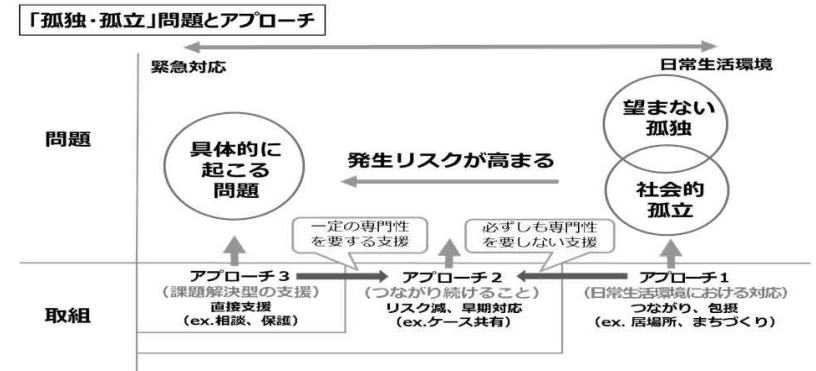 「孤独・孤立」問題とアプローチ
緊急対応
日常生活環境
問題
具体的に
起こる
問題
発生リスクが高まる
望まない
孤独
社会的
孤立
一定の専門性
を要する支援
必ずしも専門性
を要しない支援
取組
アプローチ3
(課題解決型の支援)
直接支援
(ex.相談、保護)
アプローチ2
(つながり続けること)
リスク減、早期対応
(ex.ケース共有)
アプローチ1
(日常生活環境における対応)
つながり、包摂
(ex. 居場所、まちづくり)